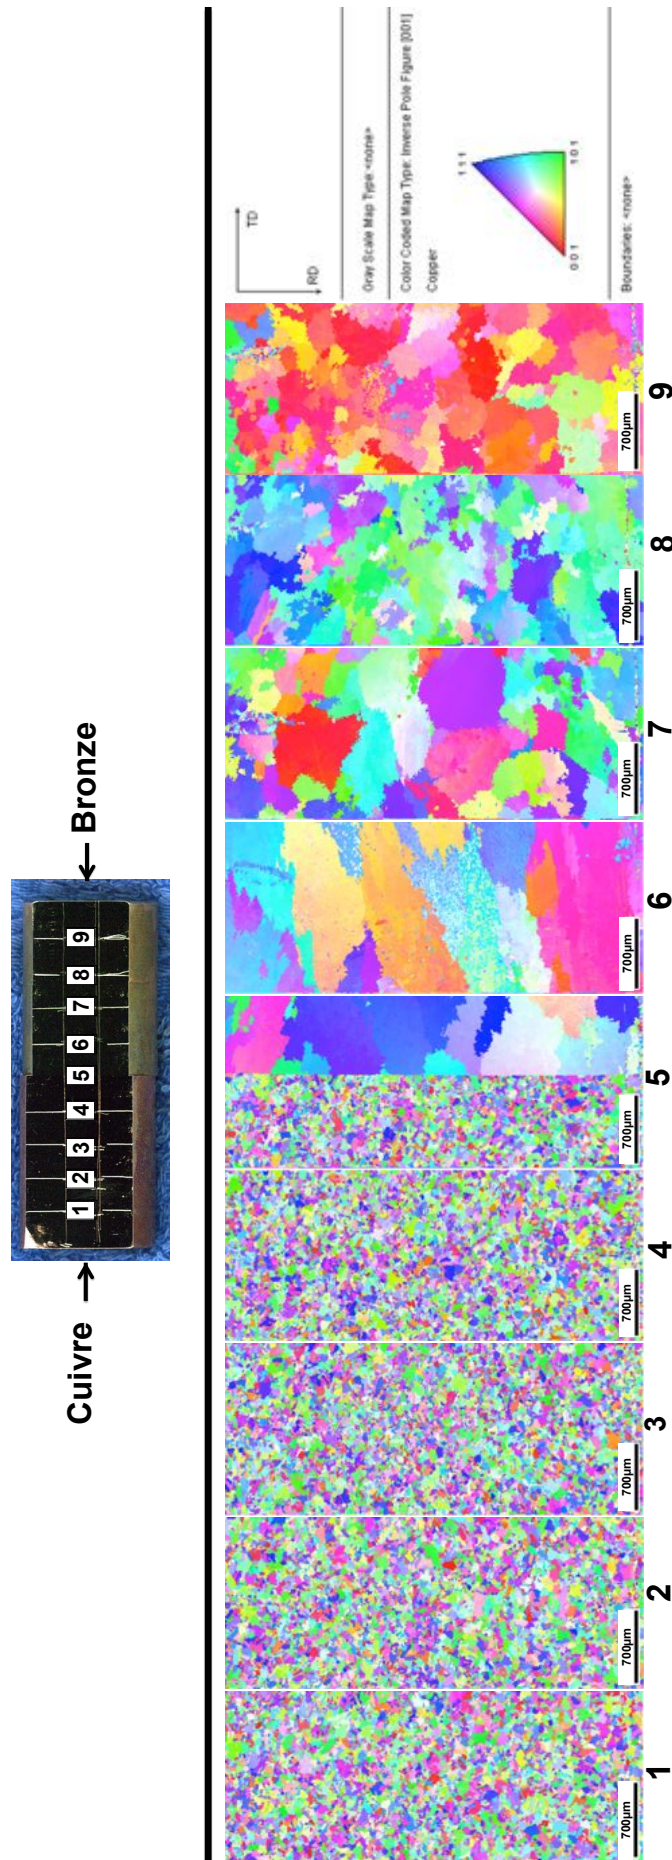 Cuivre
Bronze
1 2 3 4 5 6 7 8 9
TD
RD
Gray Scale Map Type:<none>
Color Coded Map Type: Inverse Pole Figure [001]
Copper
111
001
101
Boundaries: <none>
700µm
700µm
700µm
700µm
700µm
700µm
700µm
700µm
700µm
1 2 3 4 5 6 7 8 9